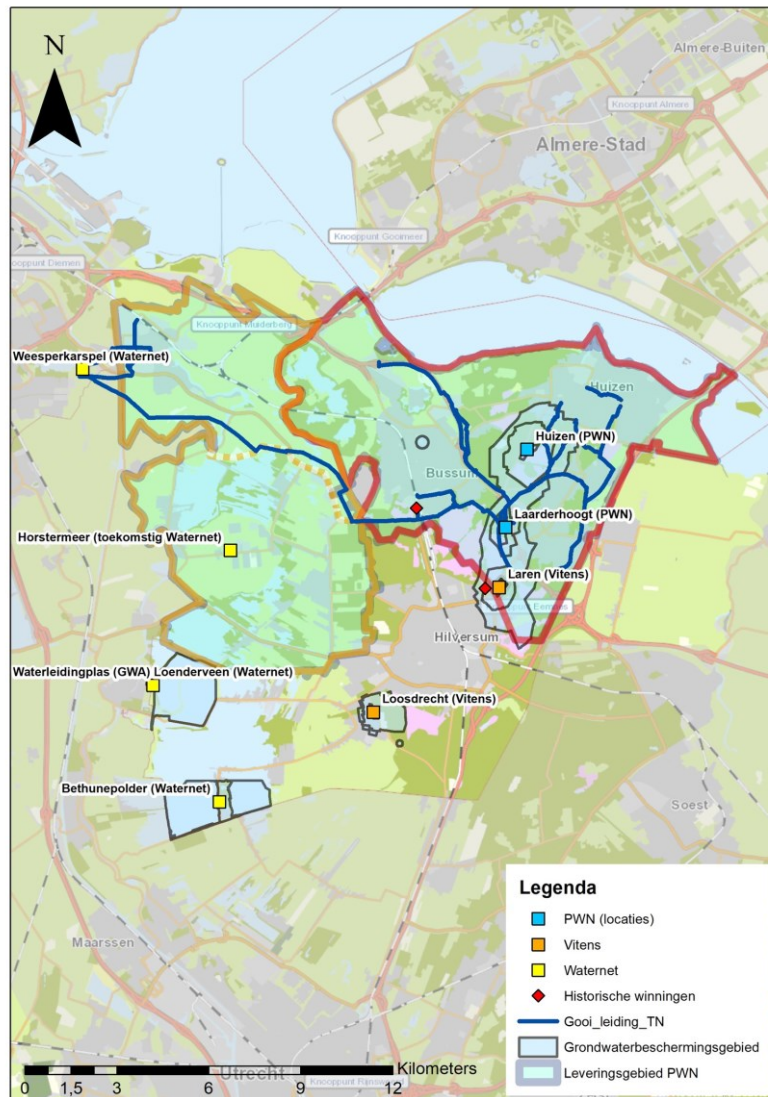 N
Almere-Buiten
Knooppunt Almere
Almere-Stad
Knooppunt Gooimeer
Knooppunt Diemen
Knooppunt Muiderberg
Weesperkarspel (Waternet)
Huizen
Huizen (PWN)
Bussum
Laarderhoogt (PWN)
Horstermeer (toekomstig Waternet)
Laren (Vitens)
Hilversum
Waterleidingplas (GWA) Loenderveen (Waternet)
Loosdrecht (Vitens)
Bethunepolder (Waternet)
Soest
Maarssen
Legenda
PWN (locaties)
Vitens
Waternet
Historische winningen
Gooi_leiding_TN
Grondwaterbeschermingsgebied
Leveringsgebied PWN
Kilometers
Utrecht
Knooppunt Rijnsweerd
0 1,5 3 6 9 12